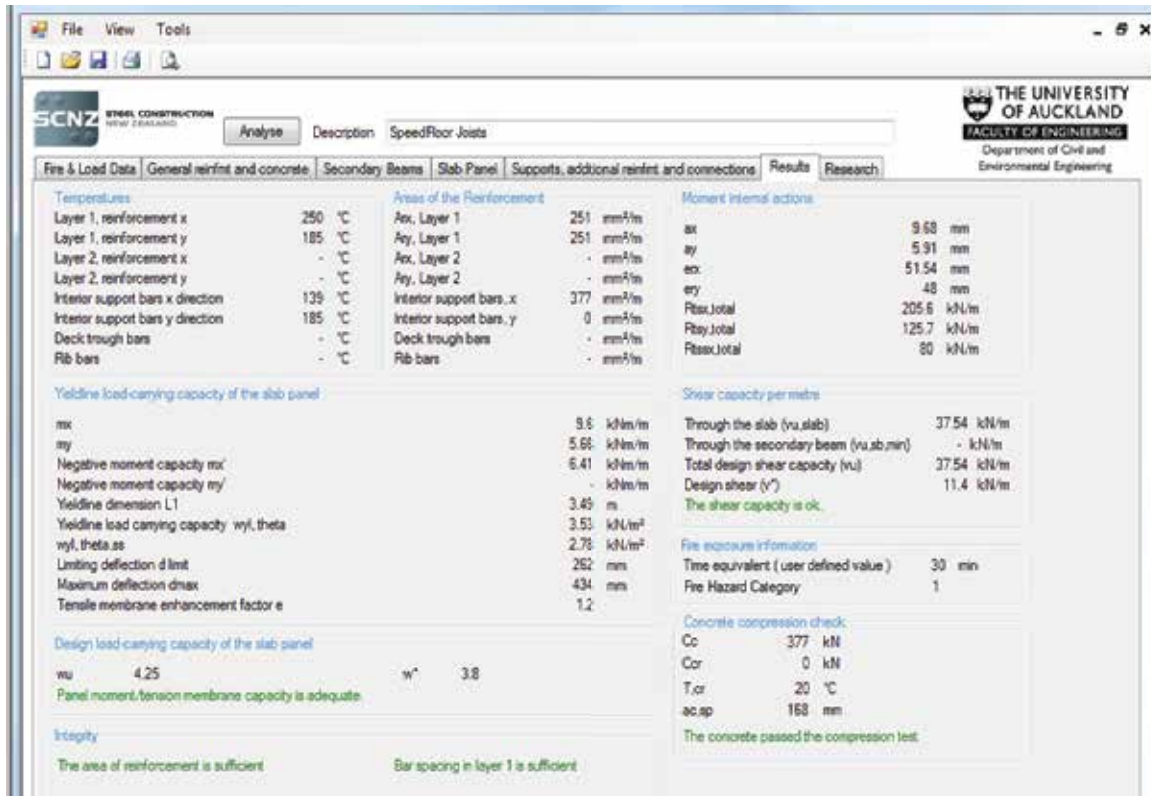 File View Tools
SCNZ STEEL CONSTRUCTION
NEW ZEALAND
Analyse Description SpeedFloor Joists
THE UNIVERSITY
OF AUCKLAND
FACULTY OF ENGINEERING
Department of Civil and
Environmental Engineering
Fire & Load Data General reinfmt and concrete Secondary Beams Slab Panel Supports, addtional reinfmt and connections Results Research
Temperatures
Layer 1, reinforcement x 250 °C
Layer 1, reinforcement y 185 °C
Layer 2, reinforcement x - °C
Layer 2, reinforcement y - °C
Interior support bars x direction 139 °C
Interior support bars y direction 185 °C
Deck trough bars - °C
Rib bars - °C
Areas of the Reinforcement
Arx, Layer 1 251 mm²/m
Ary, Layer 1 251 mm²/m
Arx, Layer 2 - mm²/m
Ary, Layer 2 - mm²/m
Interior support bars, x 377 mm²/m
Interior support bars, y 0 mm²/m
Deck trough bars - mm²/m
Rib bars - mm²/m
Moment internal actions
ax 9.68 mm
ay 5.91 mm
erx 51.54 mm
ery 48 mm
Rtsx,total 205.6 kN/m
Rtsy,total 125.7 kN/m
Rtssx,total 80 kN/m
Yieldline load-carrying capacity of the slab panel
mx 9.6 kNm/m
my 5.68 kNm/m
Negative moment capacity mx' 6.41 kNm/m
Negative moment capacity my' - kNm/m
Yieldline dimension L1 3.49 m
Yieldline load carrying capacity wyl, theta 3.53 kN/m²
wyl, theta,ss 2.78 kN/m²
Limiting deflection d limit 262 mm
Maximum deflection dmax 434 mm
Tensile membrane enhancement factor e 1.2
Shear capacity per metre
Through the slab (vu,slab) 37.54 kN/m
Through the secondary beam (vu,sb,min) - kN/m
Total design shear capacity (vu) 37.54 kN/m
Design shear (v*) 11.4 kN/m
The shear capacity is ok.
Fire exposure information
Time equivalent ( user defined value ) 30 min
Fire Hazard Category 1
Design load-carrying capacity of the slab panel
wu 4.25 w* 3.8
Panel moment/tension membrane capacity is adequate.
Concrete compression check
Cc 377 kN
Ccr 0 kN
T,cr 20 °C
ac,sp 168 mm
The concrete passed the compression test
Integrity
The area of reinforcement is sufficient Bar spacing in layer 1 is sufficient